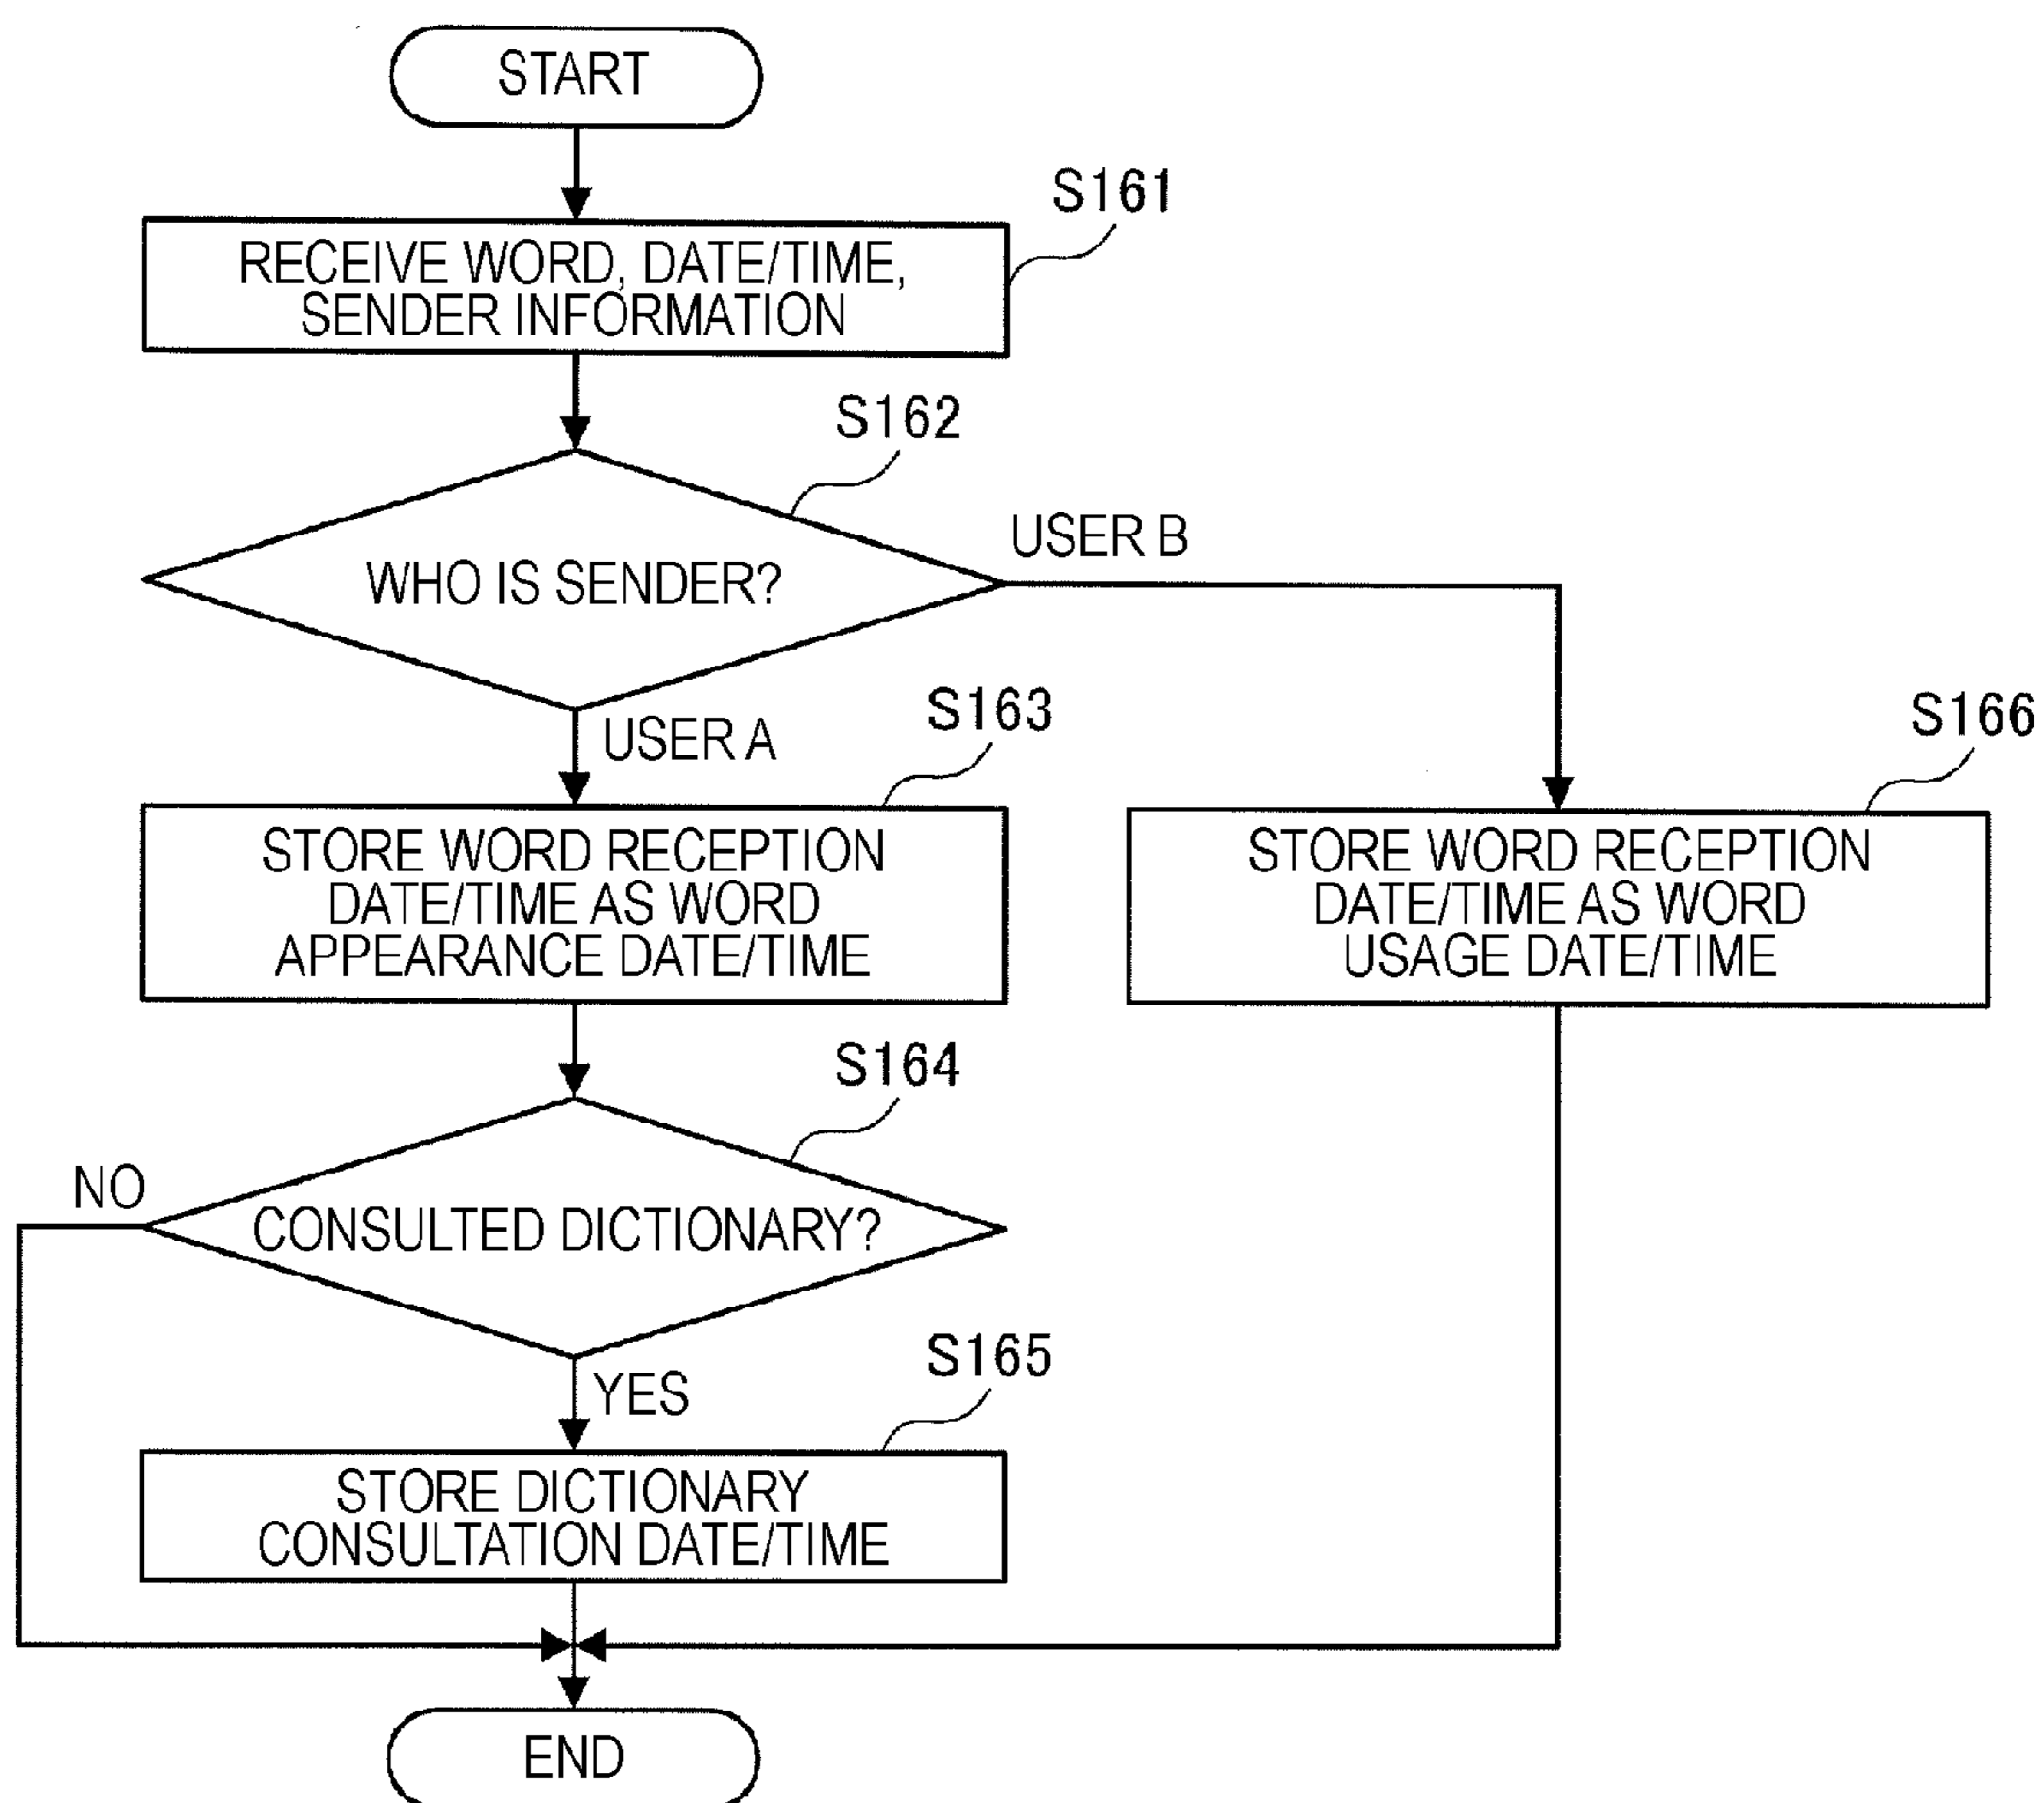 START
S161
RECEIVE WORD, DATE/TIME,
SENDER INFORMATION
S162
WHO IS SENDER?
USER B
USER A
S163
STORE WORD RECEPTION
DATE/TIME AS WORD
APPEARANCE DATE/TIME
S166
STORE WORD RECEPTION
DATE/TIME AS WORD
USAGE DATE/TIME
S164
CONSULTED DICTIONARY?
NO
YES
S165
STORE DICTIONARY
CONSULTATION DATE/TIME
END